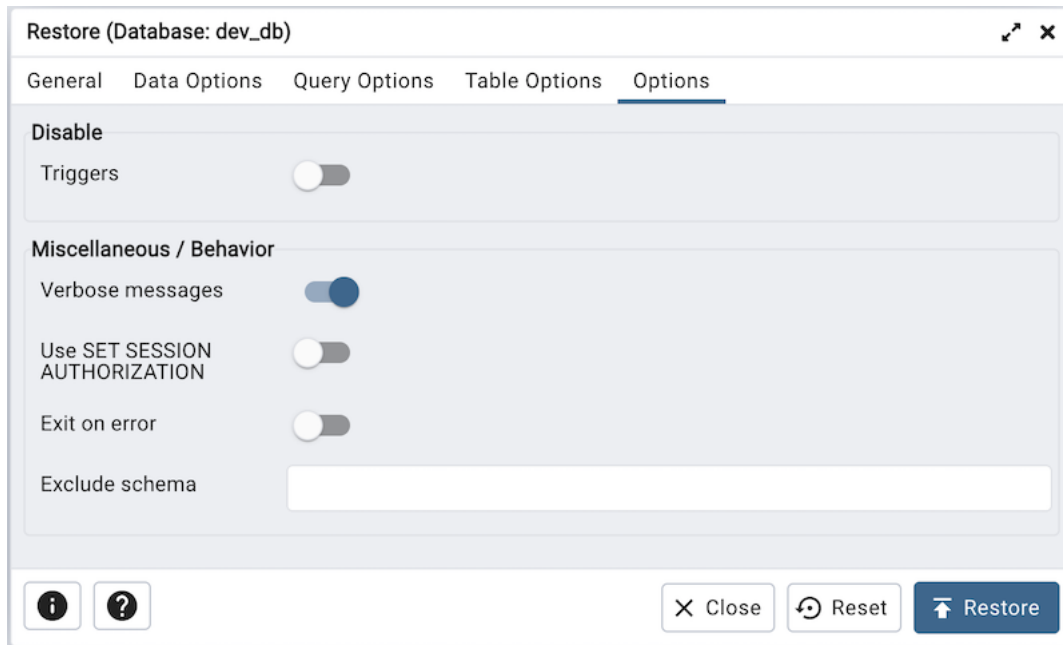 Restore (Database: dev_db)
General Data Options Query Options Table Options Options
Disable
Triggers
Miscellaneous / Behavior
Verbose messages
Use SET SESSION
AUTHORIZATION
Exit on error
Exclude schema
Close Reset Restore